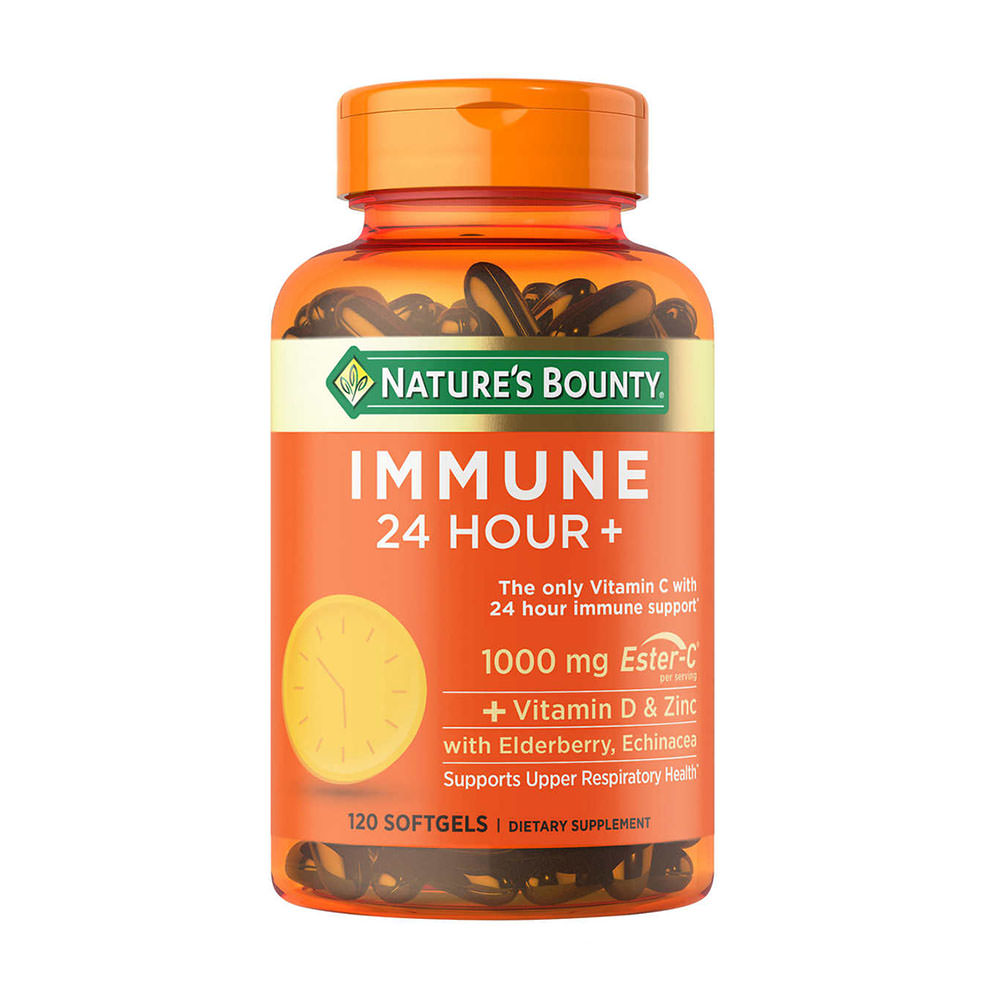 NATURE'S BOUNTY®
IMMUNE
24 HOUR +
The only Vitamin C with
24 hour immune support*
1000 mg Ester-C®
per serving
+ Vitamin D & Zinc
with Elderberry, Echinacea
Supports Upper Respiratory Health*
120 SOFTGELS | DIETARY SUPPLEMENT